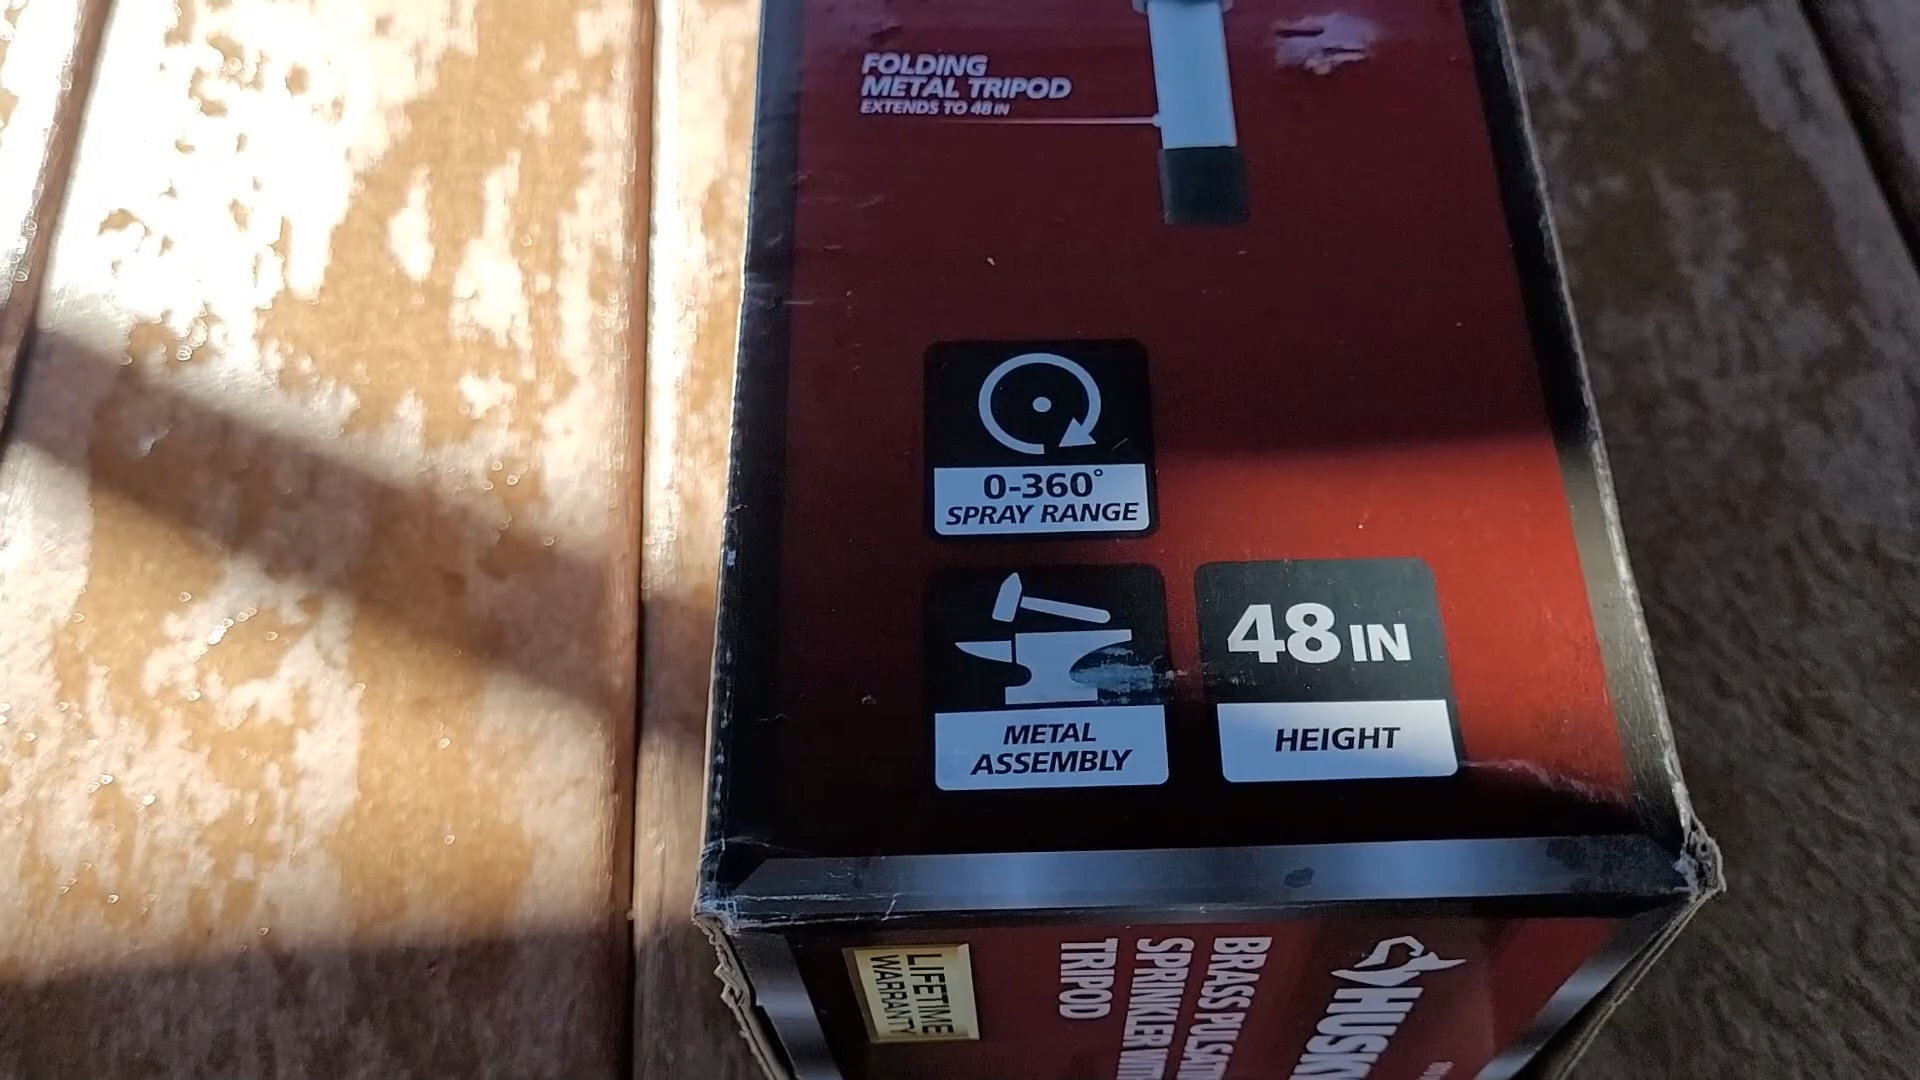 FOLDING
METAL TRIPOD
EXTENDS TO 48 IN
0-360°
SPRAY RANGE
METAL
ASSEMBLY
48 IN
HEIGHT
LIFETIME
WARRANTY
BRASS
SPRINKLER
TRIPOD